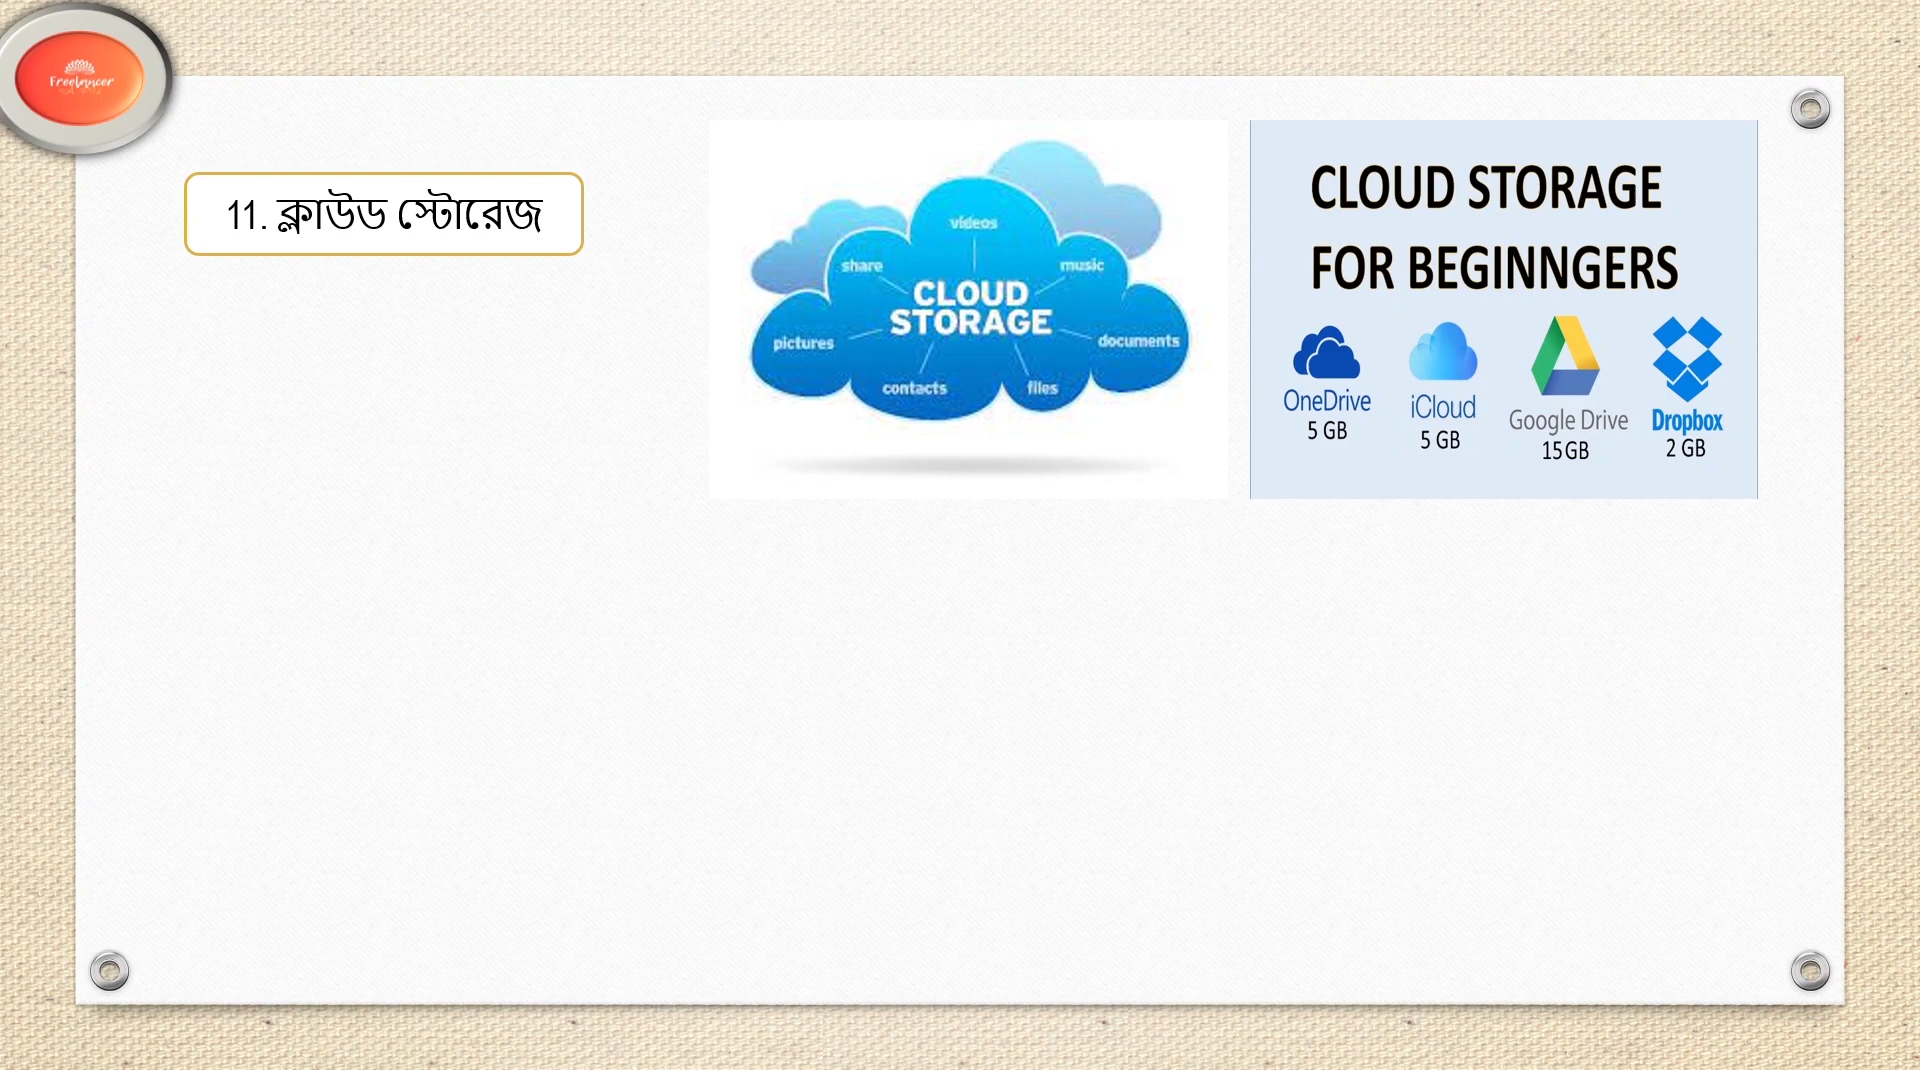 Freelancer
11. ক্লাউড স্টোরেজ
videos
share
music
CLOUD
STORAGE
pictures
documents
contacts
files
CLOUD STORAGE
FOR BEGINNGERS
OneDrive
5 GB
iCloud
5 GB
Google Drive
15GB
Dropbox
2 GB